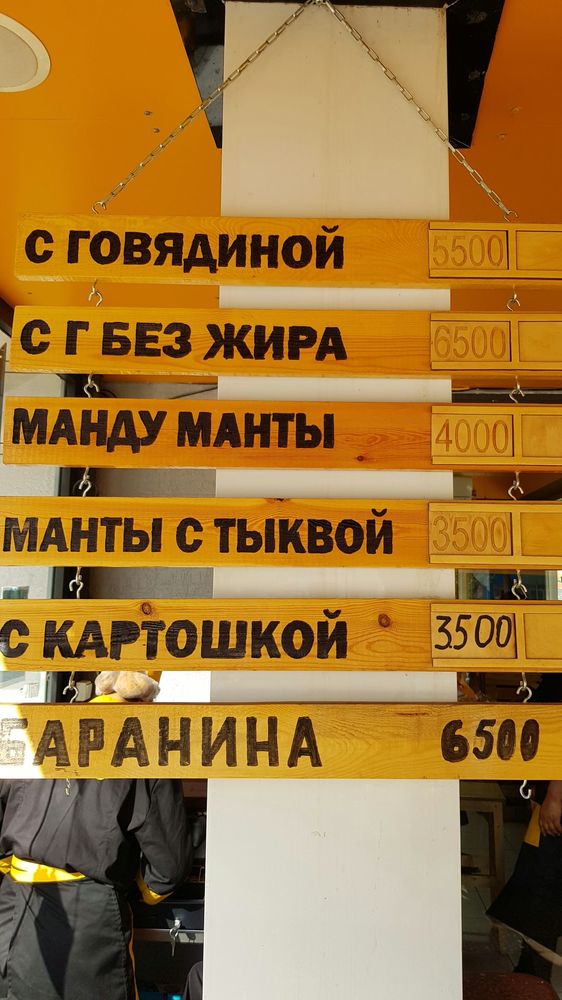 С ГОВЯДИНОЙ 5500
С Г БЕЗ ЖИРА 6500
МАНДУ МАНТЫ 4000
МАНТЫ С ТЫКВОЙ 3500
С КАРТОШКОЙ 3500
БАРАНИНА 6500